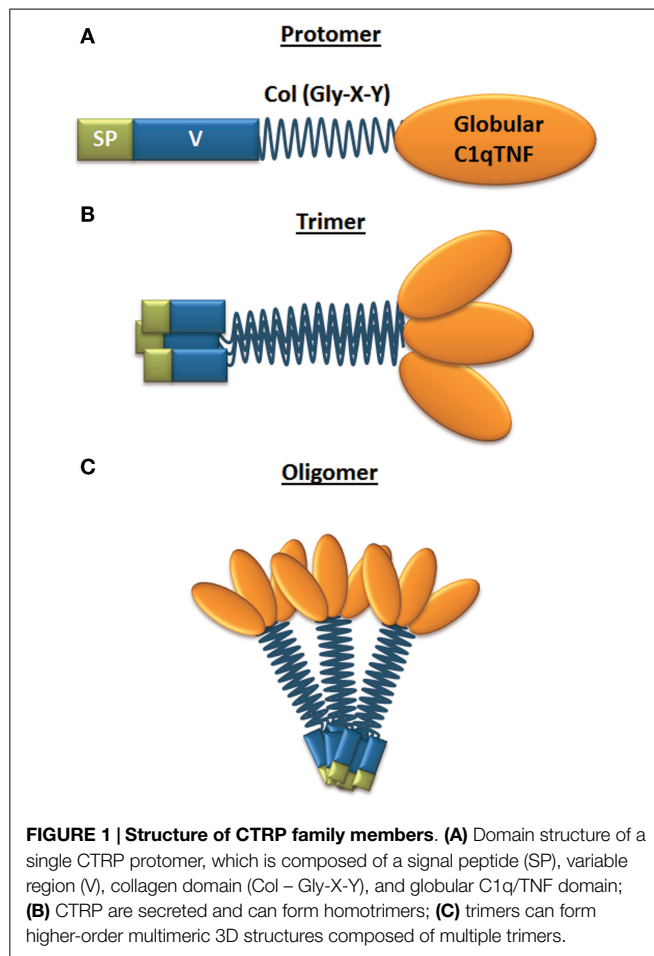 A
Protomer
Col (Gly-X-Y)
SP
V
Globular
C1qTNF
B
Trimer
C
Oligomer
FIGURE 1 | Structure of CTRP family members. (A) Domain structure of a
single CTRP protomer, which is composed of a signal peptide (SP), variable
region (V), collagen domain (Col – Gly-X-Y), and globular C1q/TNF domain;
(B) CTRP are secreted and can form homotrimers; (C) trimers can form
higher-order multimeric 3D structures composed of multiple trimers.